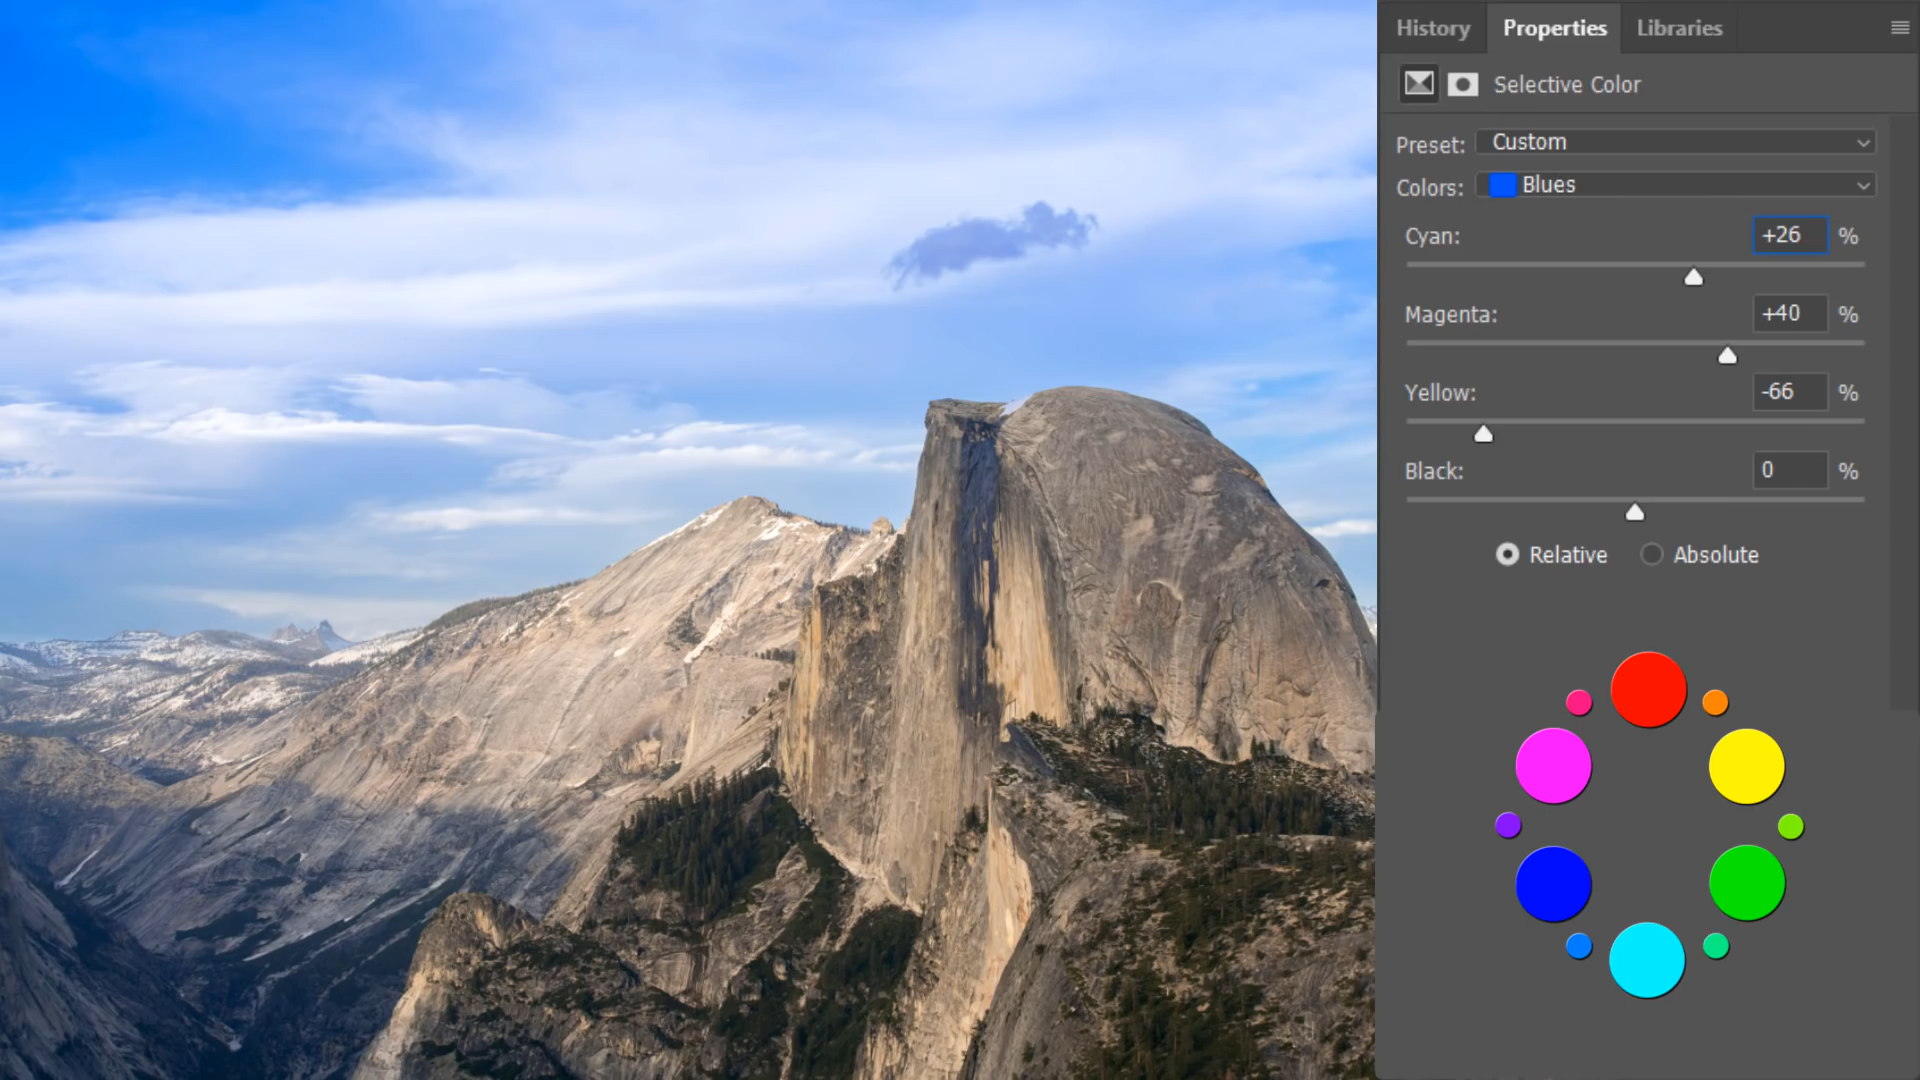 History Properties Libraries
Selective Color
Preset: Custom
Colors: Blues
Cyan: +26 %
Magenta: +40 %
Yellow: -66 %
Black: 0 %
Relative Absolute